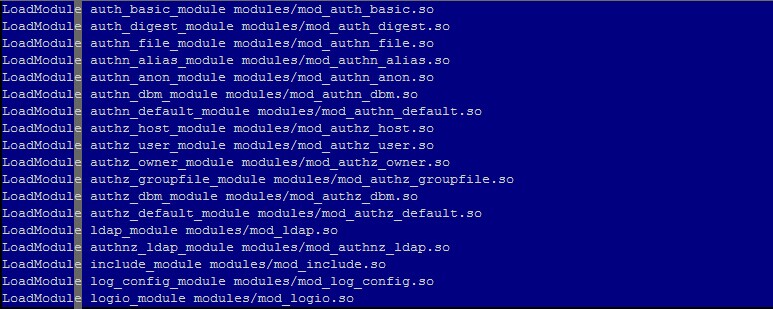 LoadModule auth_basic_module modules/mod_auth_basic.so
LoadModule auth_digest_module modules/mod_auth_digest.so
LoadModule authn_file_module modules/mod_authn_file.so
LoadModule authn_alias_module modules/mod_authn_alias.so
LoadModule authn_anon_module modules/mod_authn_anon.so
LoadModule authn_dbm_module modules/mod_authn_dbm.so
LoadModule authn_default_module modules/mod_authn_default.so
LoadModule authz_host_module modules/mod_authz_host.so
LoadModule authz_user_module modules/mod_authz_user.so
LoadModule authz_owner_module modules/mod_authz_owner.so
LoadModule authz_groupfile_module modules/mod_authz_groupfile.so
LoadModule authz_dbm_module modules/mod_authz_dbm.so
LoadModule authz_default_module modules/mod_authz_default.so
LoadModule ldap_module modules/mod_ldap.so
LoadModule authnz_ldap_module modules/mod_authnz_ldap.so
LoadModule include_module modules/mod_include.so
LoadModule log_config_module modules/mod_log_config.so
LoadModule logio_module modules/mod_logio.so